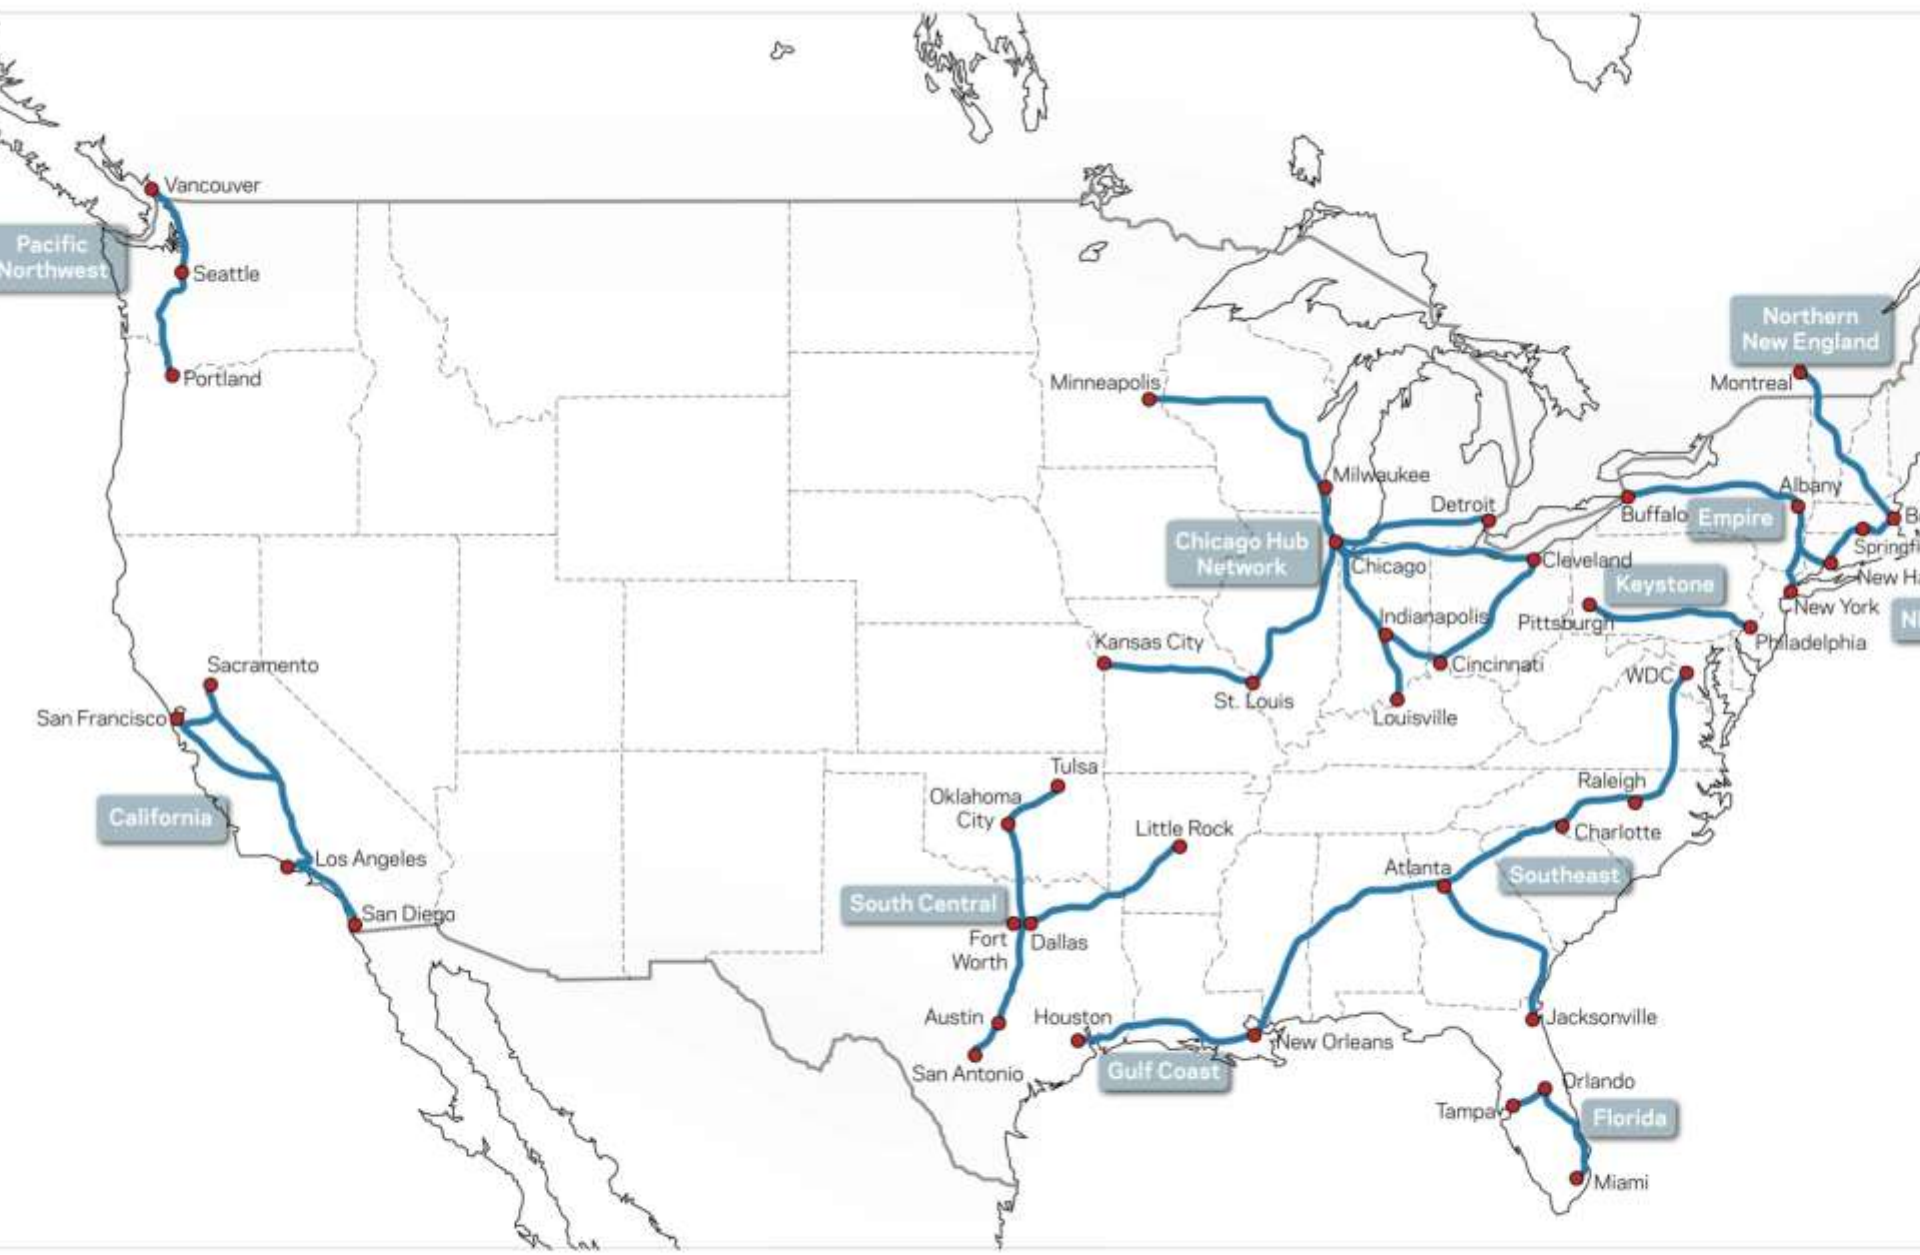 Vancouver
Pacific
Northwest
Seattle
Portland
Northern
New England
Montreal
Minneapolis
Milwaukee
Detroit
Albany
Buffalo
Empire
Chicago Hub
Network
Chicago
Cleveland
Springfi
New Ha
Keystone
New York
Indianapolis
Pittsburgh
Philadelphia
Kansas City
Cincinnati
WDC
Sacramento
St. Louis
Louisville
San Francisco
Tulsa
Raleigh
Oklahoma
City
California
Little Rock
Charlotte
Los Angeles
Atlanta
Southeast
South Central
San Diego
Fort
Worth
Dallas
Austin
Houston
Jacksonville
New Orleans
San Antonio
Gulf Coast
Orlando
Tampa
Florida
Miami